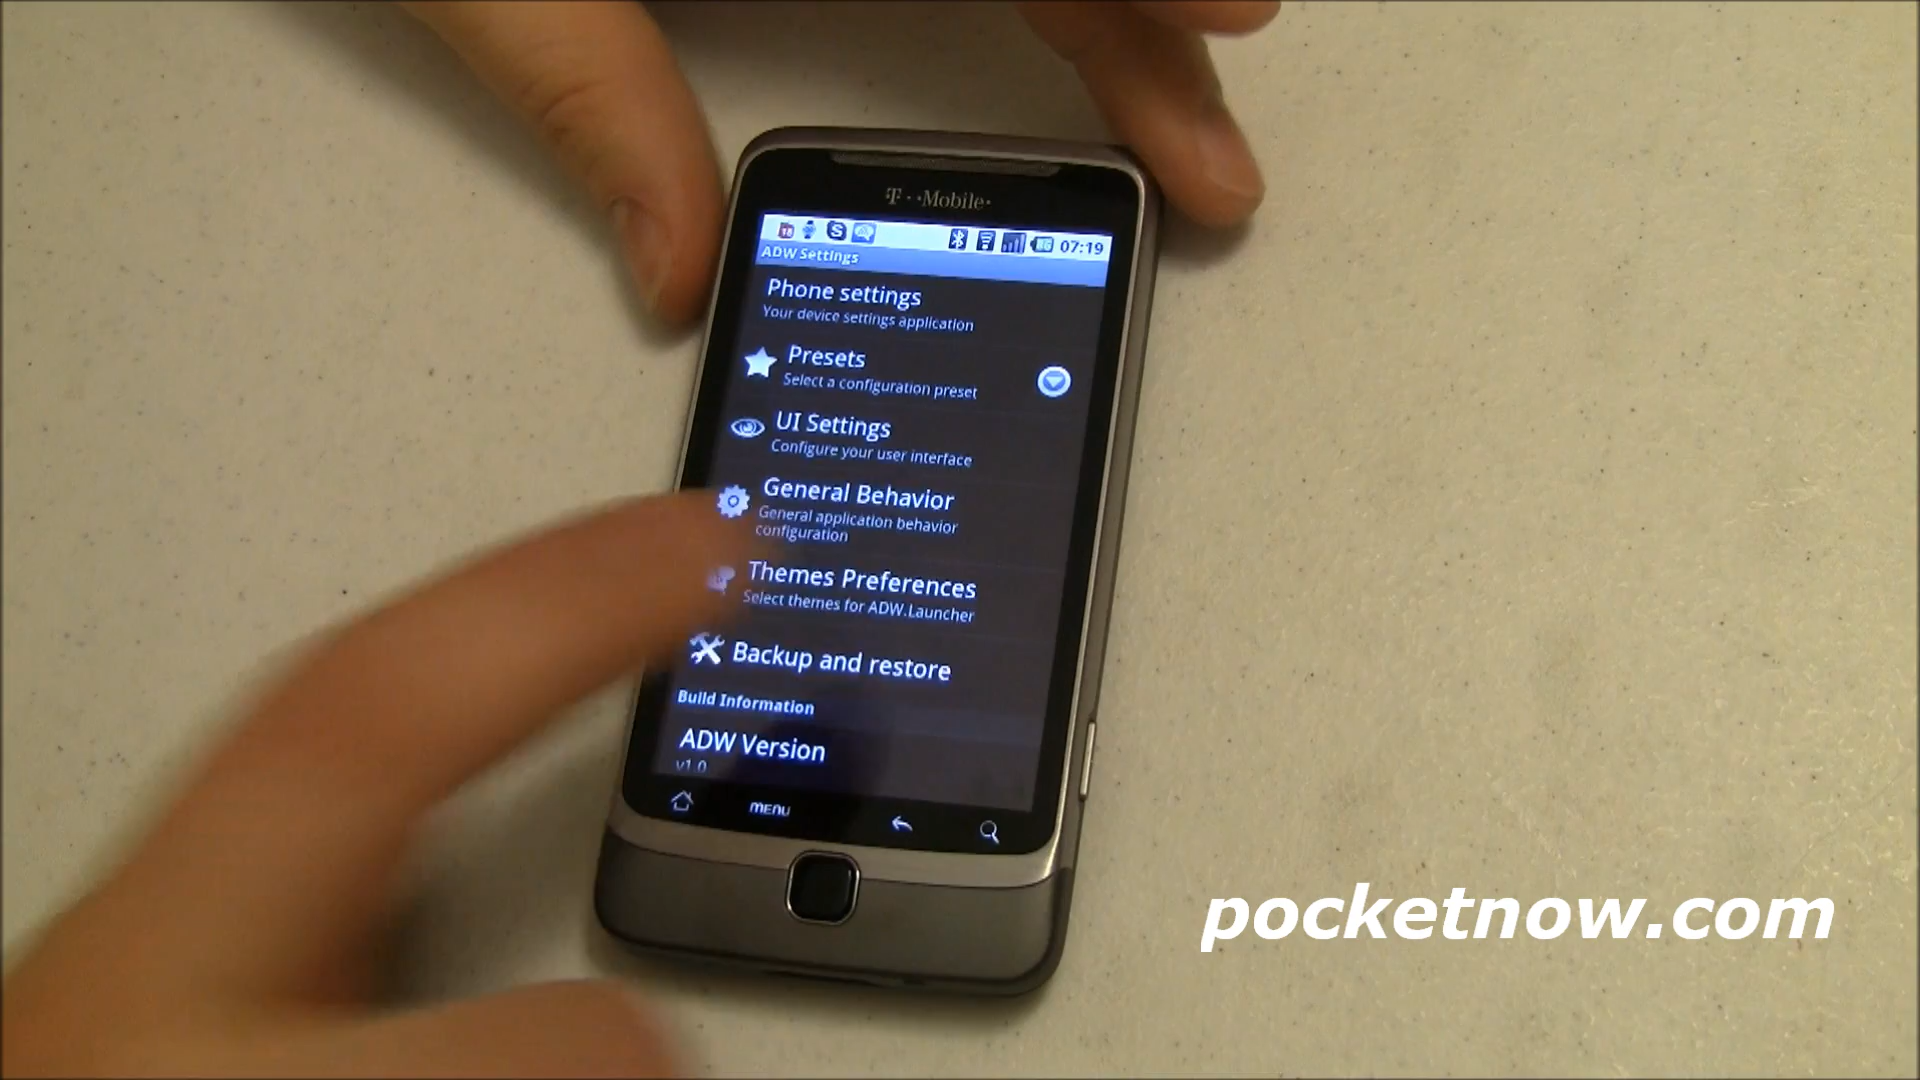 T··Mobile·
18
07:19
ADW Settings
Phone settings
Your device settings application
Presets
Select a configuration preset
UI Settings
Configure your user interface
General Behavior
General application behavior
configuration
Themes Preferences
Select themes for ADW.Launcher
Backup and restore
Build Information
ADW Version
v1.0
MENU
pocketnow.com